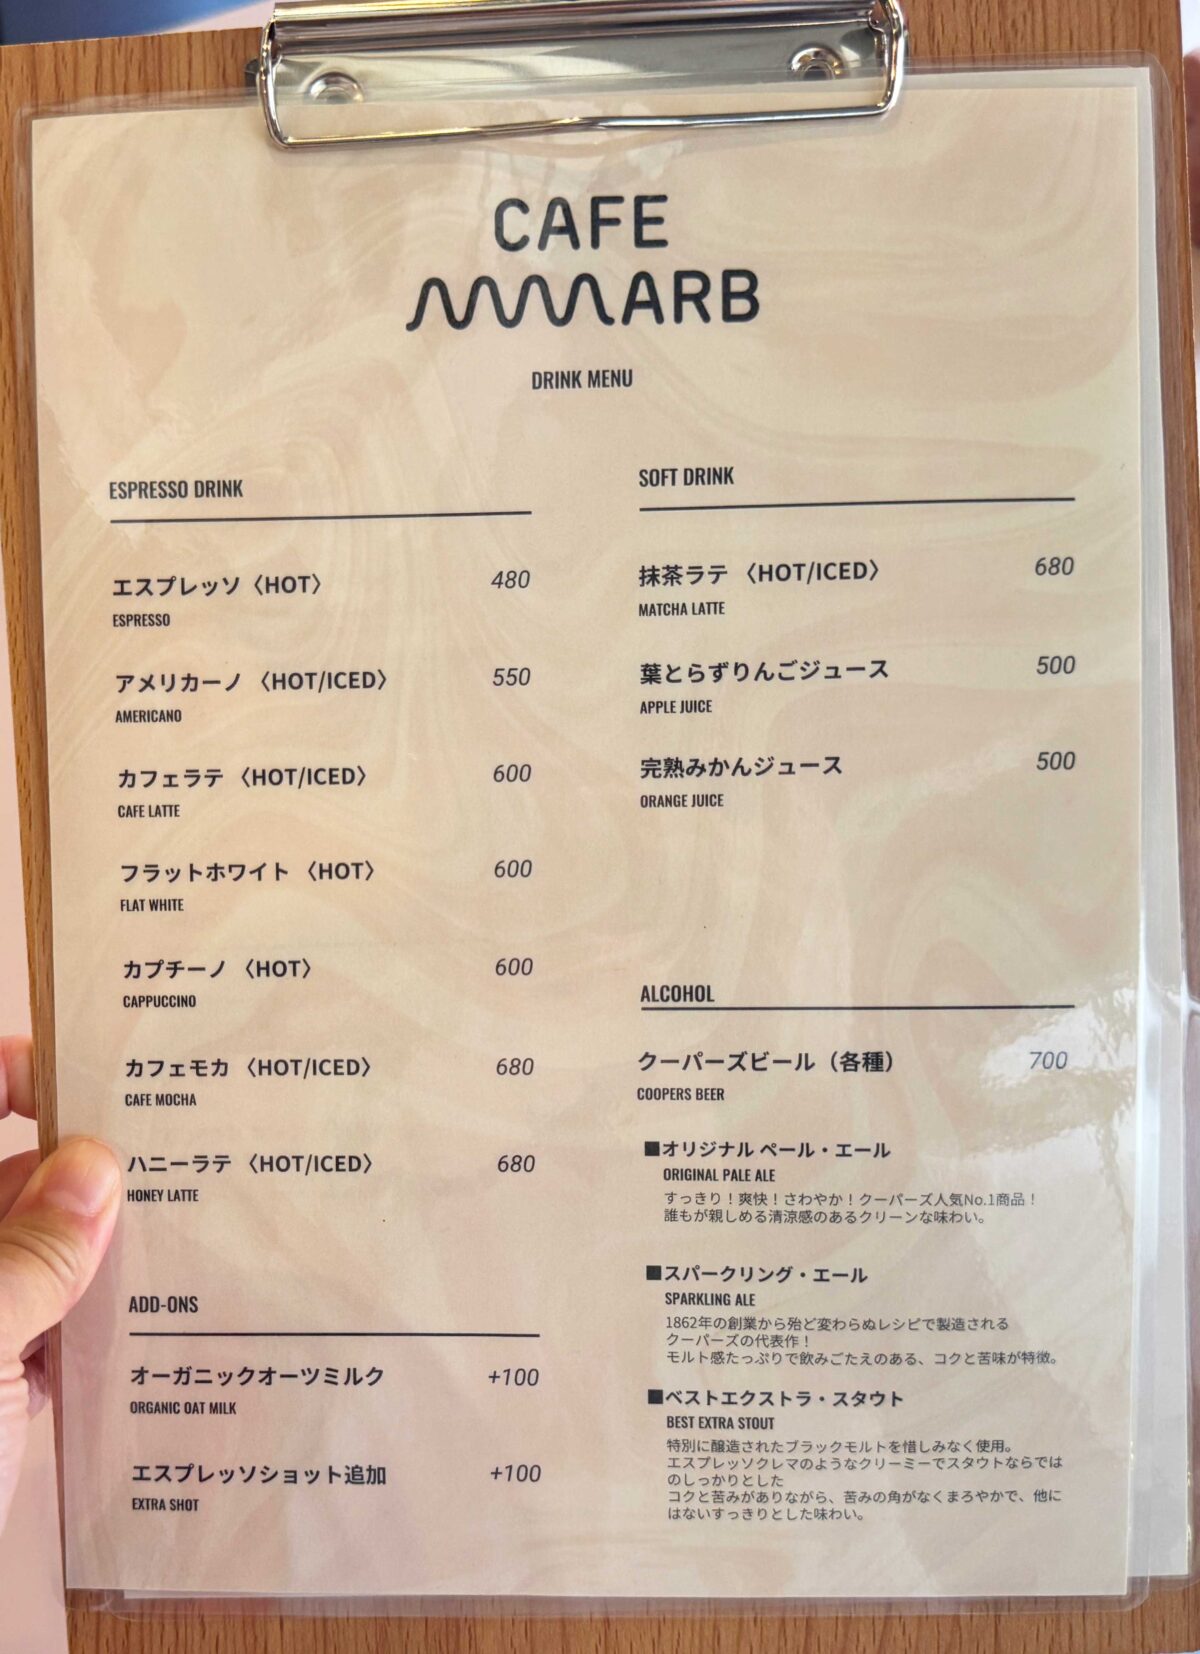 CAFE
MARB
DRINK MENU
ESPRESSO DRINK
エスプレッソ〈HOT〉 480
ESPRESSO
アメリカーノ 〈HOT/ICED〉 550
AMERICANO
カフェラテ 〈HOT/ICED〉 600
CAFE LATTE
フラットホワイト 〈HOT〉 600
FLAT WHITE
カプチーノ 〈HOT〉 600
CAPPUCCINO
カフェモカ 〈HOT/ICED〉 680
CAFE MOCHA
ハニーラテ 〈HOT/ICED〉 680
HONEY LATTE
ADD-ONS
オーガニックオーツミルク +100
ORGANIC OAT MILK
エスプレッソショット追加 +100
EXTRA SHOT
SOFT DRINK
抹茶ラテ 〈HOT/ICED〉 680
MATCHA LATTE
葉とらずりんごジュース 500
APPLE JUICE
完熟みかんジュース 500
ORANGE JUICE
ALCOHOL
クーパーズビール（各種） 700
COOPERS BEER
■オリジナル ペール・エール
ORIGINAL PALE ALE
すっきり！爽快！さわやか！クーパーズ人気No.1商品！
誰もが親しめる清涼感のあるクリーンな味わい。
■スパークリング・エール
SPARKLING ALE
1862年の創業から殆ど変わらぬレシピで製造される
クーパーズの代表作！
モルト感たっぷりで飲みごたえのある、コクと苦味が特徴。
■ベストエクストラ・スタウト
BEST EXTRA STOUT
特別に醸造されたブラックモルトを惜しみなく使用。
エスプレッソクレマのようなクリーミーでスタウトならでは
のしっかりとした
コクと苦みがありながら、苦みの角がなくまろやかで、他に
はないすっきりとした味わい。